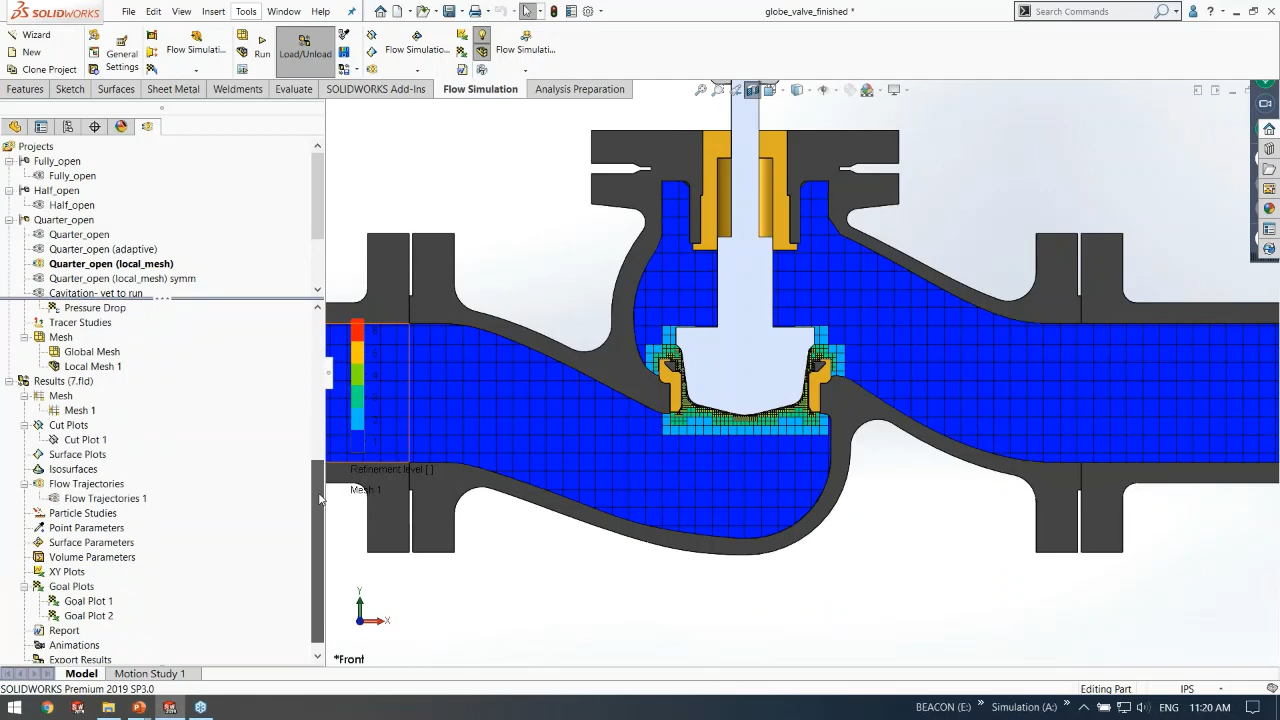 SOLIDWORKS
File Edit View Insert Tools Simulation Window Help
globe_valve_finished *
Search Commands
Wizard
New
Clone Project
General Settings
Flow Simulati...
Run
Load/Unload
Flow Simulatio...
Flow Simulati...
Features Sketch Surfaces Sheet Metal Weldments Evaluate SOLIDWORKS Add-Ins Flow Simulation Analysis Preparation
Projects
Fully_open
Fully_open
Half_open
Half_open
Quarter_open
Quarter_open
Quarter_open (adaptive)
Quarter_open (local_mesh)
Quarter_open (local_mesh) symm
Cavitation- yet to run
Pressure Drop
Tracer Studies
Mesh
Global Mesh
Local Mesh 1
Results (7.fld)
Mesh
Mesh 1
Cut Plots
Cut Plot 1
Surface Plots
Isosurfaces
Flow Trajectories
Flow Trajectories 1
Particle Studies
Point Parameters
Surface Parameters
Volume Parameters
XY Plots
Goal Plots
Goal Plot 1
Goal Plot 2
Report
Animations
Export Results
Refinement level [ ]
Mesh 1
Y
X
*Front
Model Motion Study 1
SOLIDWORKS Premium 2019 SP3.0
Editing Part
IPS
BEACON (E:) » Simulation (A:) » ENG 11:20 AM